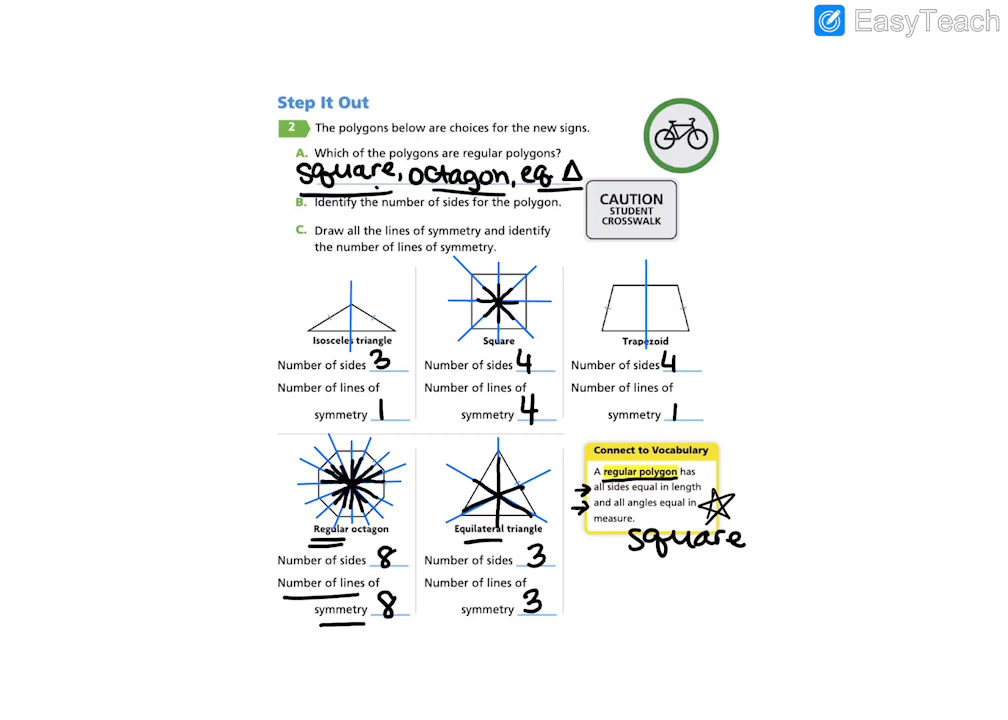 EasyTeach
Step It Out
2 The polygons below are choices for the new signs.
A. Which of the polygons are regular polygons?
square, octagon, eq △
B. Identify the number of sides for the polygon.
CAUTION
STUDENT
CROSSWALK
C. Draw all the lines of symmetry and identify
the number of lines of symmetry.
Isosceles triangle
Number of sides 3
Number of lines of
symmetry 1
Square
Number of sides 4
Number of lines of
symmetry 4
Trapezoid
Number of sides 4
Number of lines of
symmetry 1
Regular octagon
Number of sides 8
Number of lines of
symmetry 8
Equilateral triangle
Number of sides 3
Number of lines of
symmetry 3
Connect to Vocabulary
A regular polygon has
all sides equal in length
and all angles equal in
measure.
square